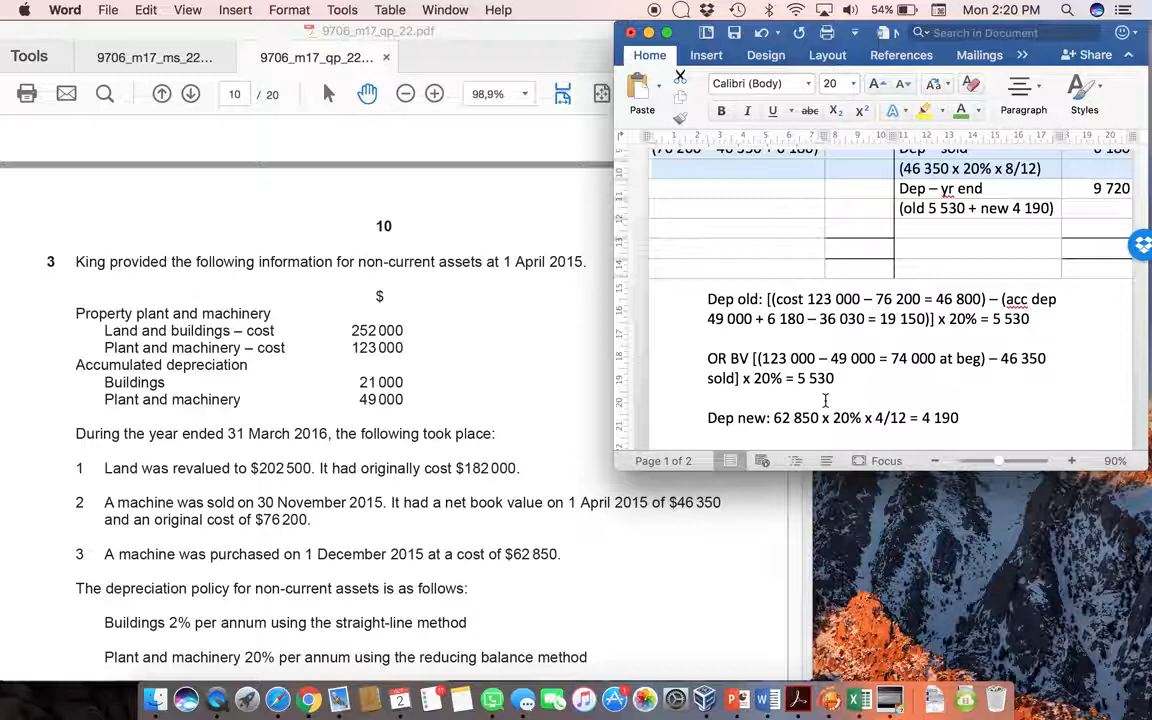 Word File Edit View Insert Format Tools Table Window Help 54% Mon 2:20 PM
9706_m17_qp_22.pdf
Tools 9706_m17_ms_22... 9706_m17_qp_22... ×
10 / 20 98,9%
10
3 King provided the following information for non-current assets at 1 April 2015.
$
Property plant and machinery
Land and buildings – cost 252 000
Plant and machinery – cost 123 000
Accumulated depreciation
Buildings 21 000
Plant and machinery 49 000
During the year ended 31 March 2016, the following took place:
1 Land was revalued to $202 500. It had originally cost $182 000.
2 A machine was sold on 30 November 2015. It had a net book value on 1 April 2015 of $46 350
and an original cost of $76 200.
3 A machine was purchased on 1 December 2015 at a cost of $62 850.
The depreciation policy for non-current assets is as follows:
Buildings 2% per annum using the straight-line method
Plant and machinery 20% per annum using the reducing balance method
Search in Document
Home Insert Design Layout References Mailings Share
Paste Calibri (Body) 20 Paragraph Styles
(76 200 – 46 350 + 6 180) Dep – sold 6 180
(46 350 x 20% x 8/12)
Dep – yr end 9 720
(old 5 530 + new 4 190)
Dep old: [(cost 123 000 – 76 200 = 46 800) – (acc dep
49 000 + 6 180 – 36 030 = 19 150)] x 20% = 5 530
OR BV [(123 000 – 49 000 = 74 000 at beg) – 46 350
sold] x 20% = 5 530
Dep new: 62 850 x 20% x 4/12 = 4 190
Page 1 of 2 Focus 90%